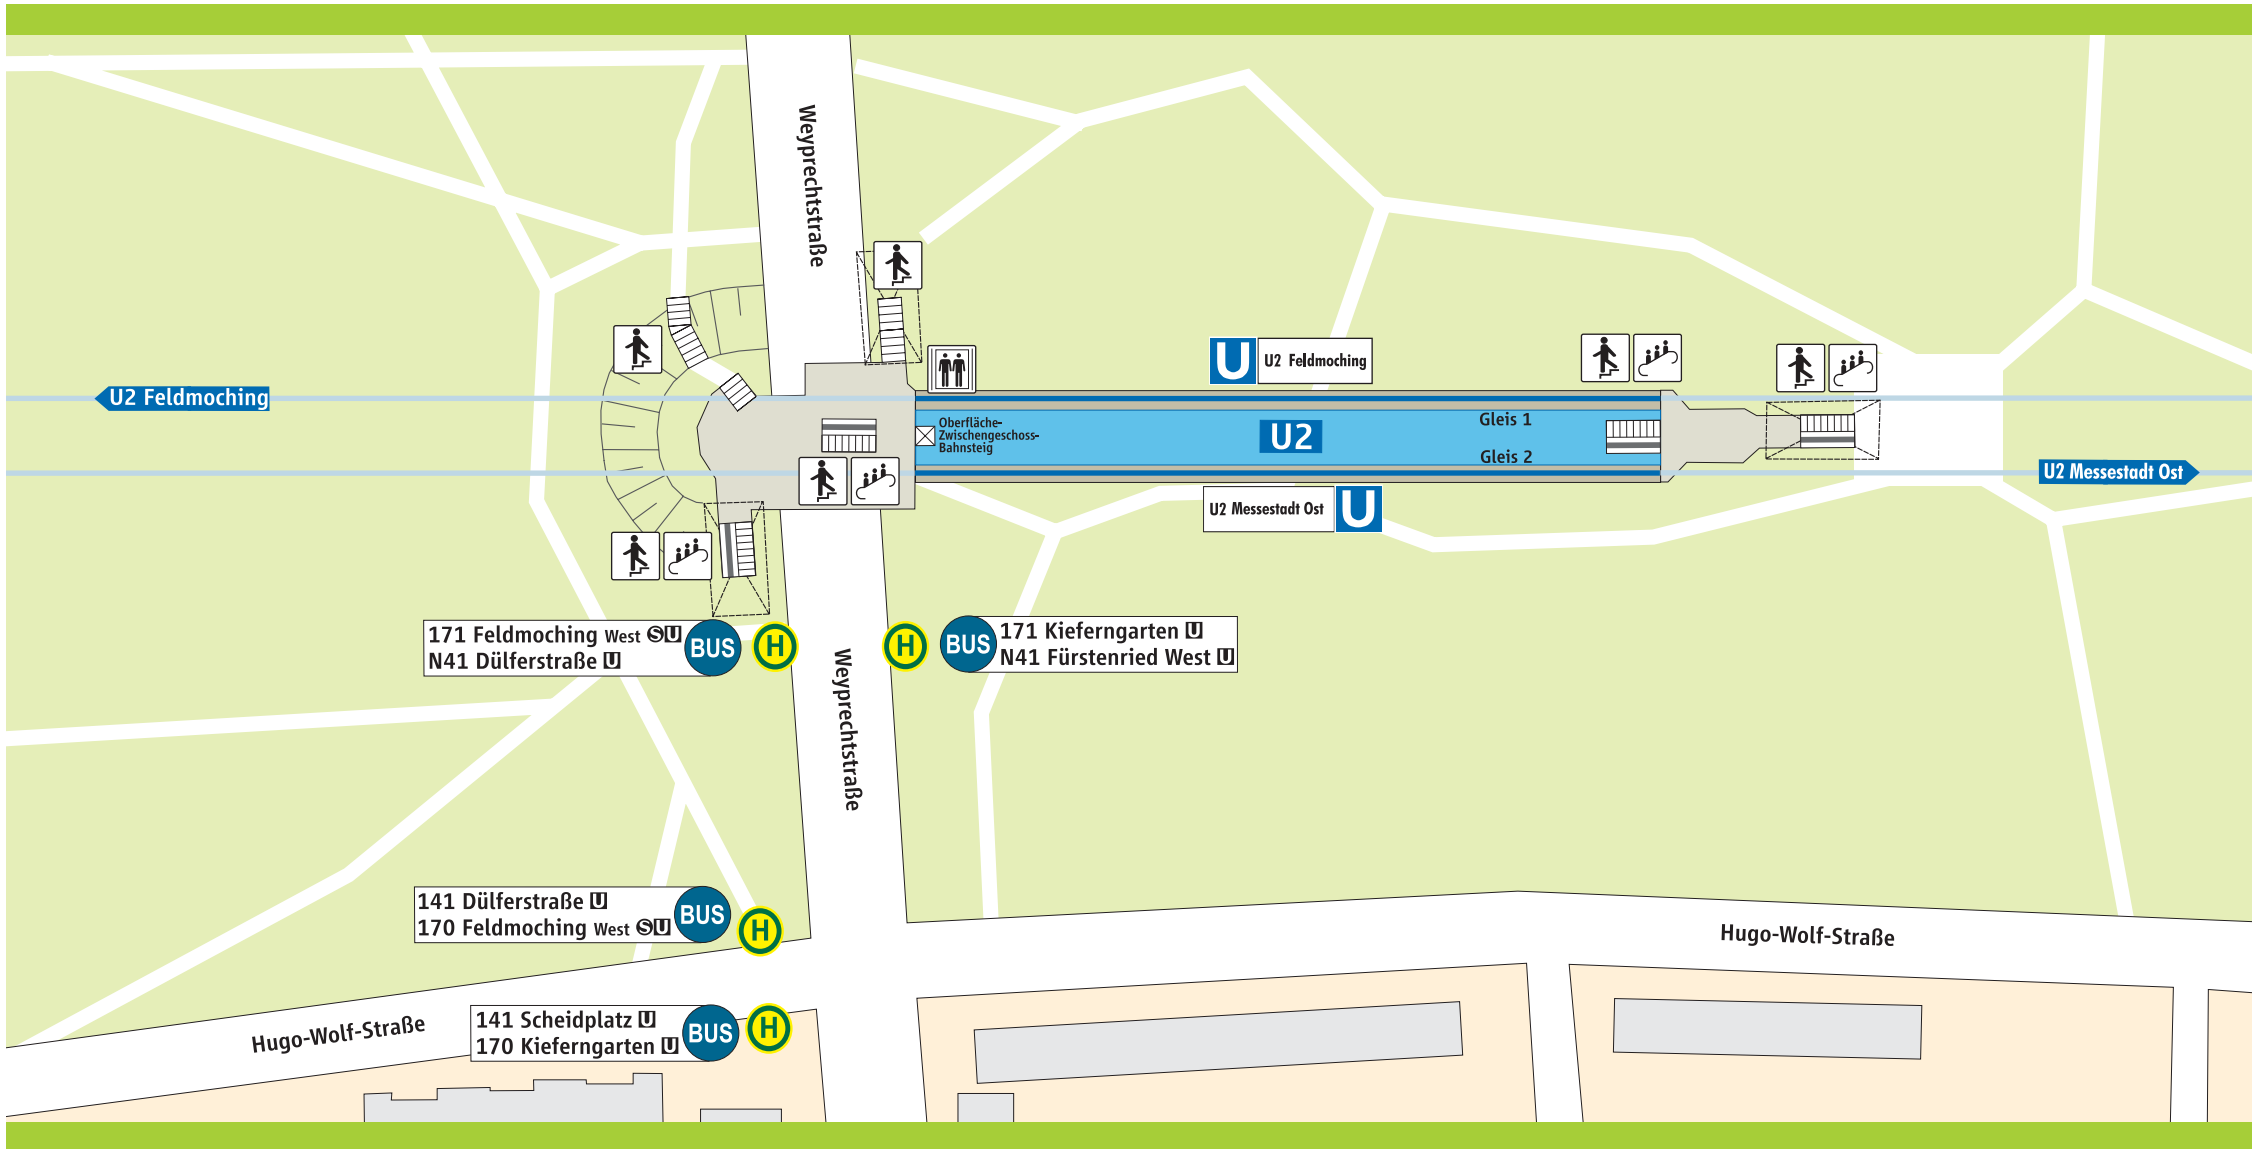 Weyprechtstraße
U
U2 Feldmoching
U2 Feldmoching
Oberfläche-
Zwischengeschoss-
Bahnsteig
U2
Gleis 1
Gleis 2
U2 Messestadt Ost
U2 Messestadt Ost
U
171 Feldmoching West S U
N41 Dülferstraße U
BUS
H
H
BUS
171 Kieferngarten U
N41 Fürstenried West U
Weyprechtstraße
141 Dülferstraße U
170 Feldmoching West S U
BUS
H
Hugo-Wolf-Straße
Hugo-Wolf-Straße
141 Scheidplatz U
170 Kieferngarten U
BUS
H